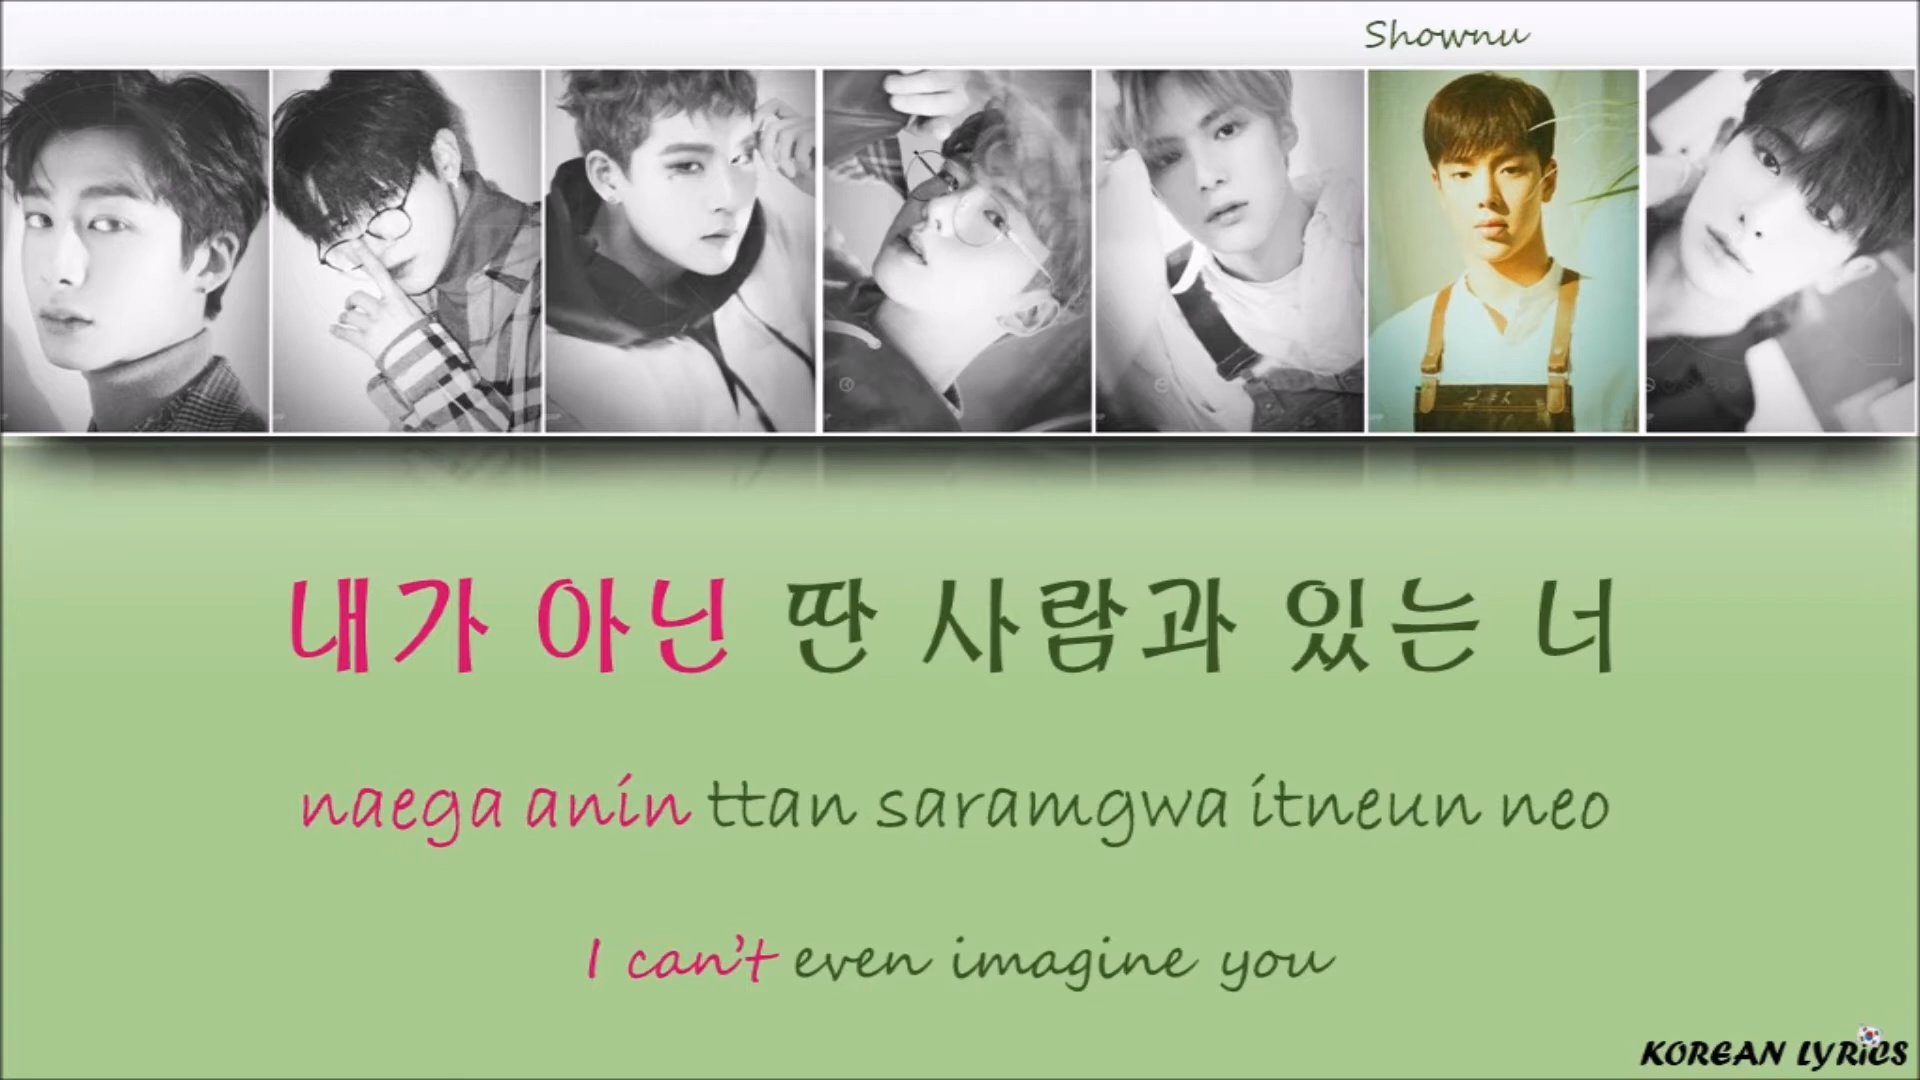 Shownu
내가 아닌 딴 사람과 있는 너
naega anin ttan saramgwa itneun neo
I can't even imagine you
KOREAN LYRiCS